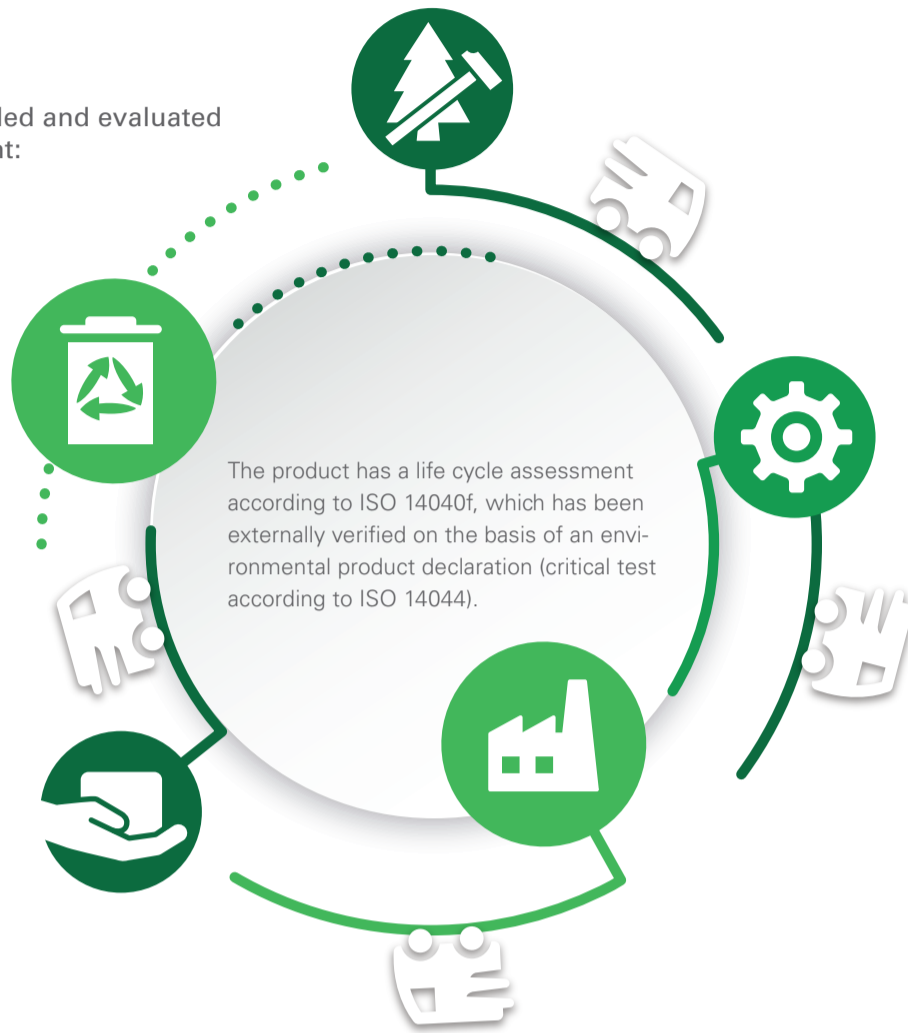 led and evaluated
nt:
The product has a life cycle assessment
according to ISO 14040f, which has been
externally verified on the basis of an envi-
ronmental product declaration (critical test
according to ISO 14044).